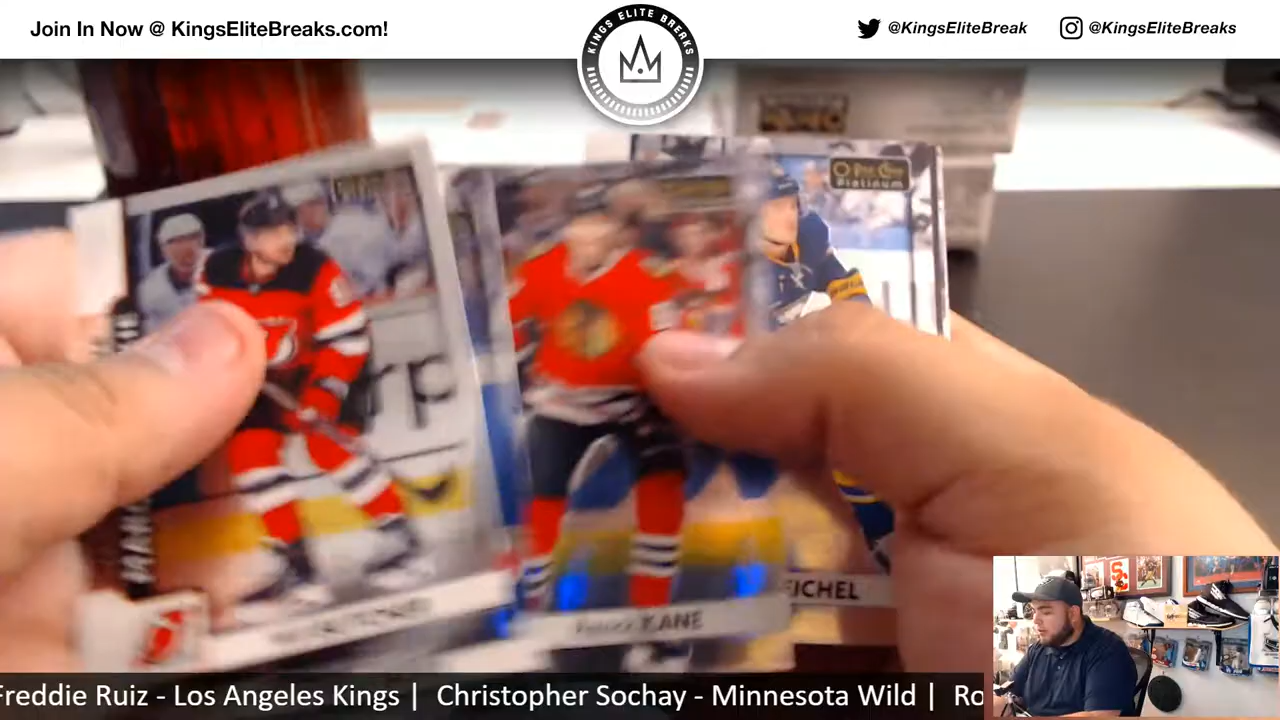 Join In Now @ KingsEliteBreaks.com!
KINGS ELITE BREAKS
@KingsEliteBreak
@KingsEliteBreaks
O-Pee-Chee
Platinum
EICHEL
KANE
Freddie Ruiz - Los Angeles Kings | Christopher Sochay - Minnesota Wild | Ro